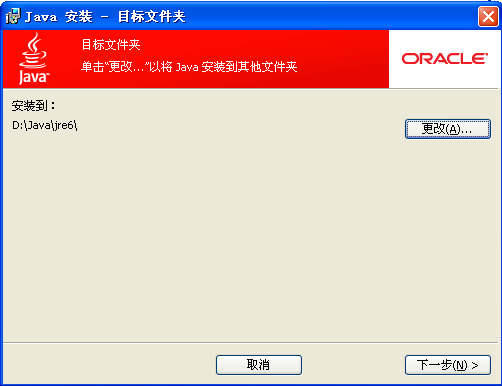 Java 安装 - 目标文件夹
目标文件夹
单击“更改...”以将 Java 安装到其他文件夹
Java
ORACLE
安装到：
D:\Java\jre6\
更改(A)...
取消
下一步(N) >